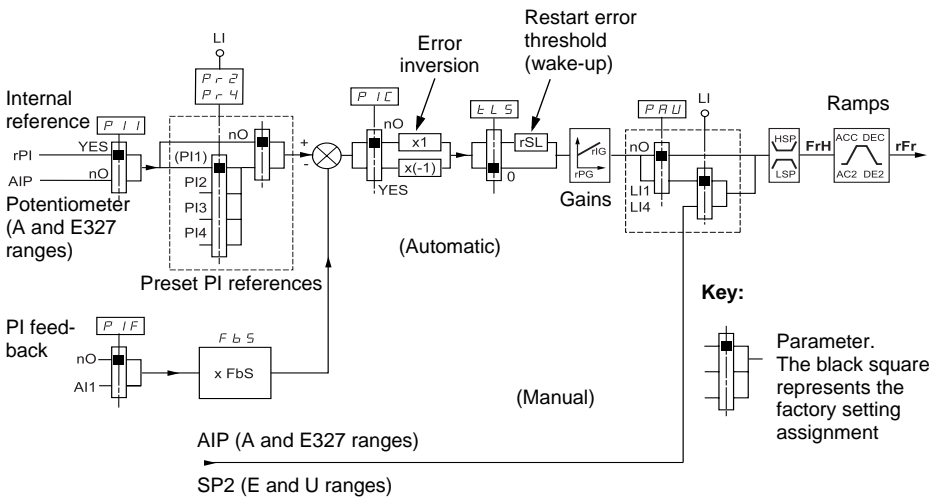 LI
Pr2
Pr4
Error
inversion
Restart error
threshold
(wake-up)
Internal
reference
PII
YES
rPI
nO
AIP
Potentiometer
(A and E327
ranges)
nO
(PI1)
PI2
PI3
PI4
Preset PI references
+
-
PIC
nO
x1
x(-1)
YES
tLS
rSL
0
rIG
rPG
Gains
PAU
LI
nO
LI1
LI4
HSP
LSP
FrH
Ramps
ACC DEC
AC2 DE2
rFr
(Automatic)
PI feed-
back
PIF
nO
AI1
FbS
x FbS
(Manual)
Key:
Parameter.
The black square
represents the
factory setting
assignment
AIP (A and E327 ranges)
SP2 (E and U ranges)